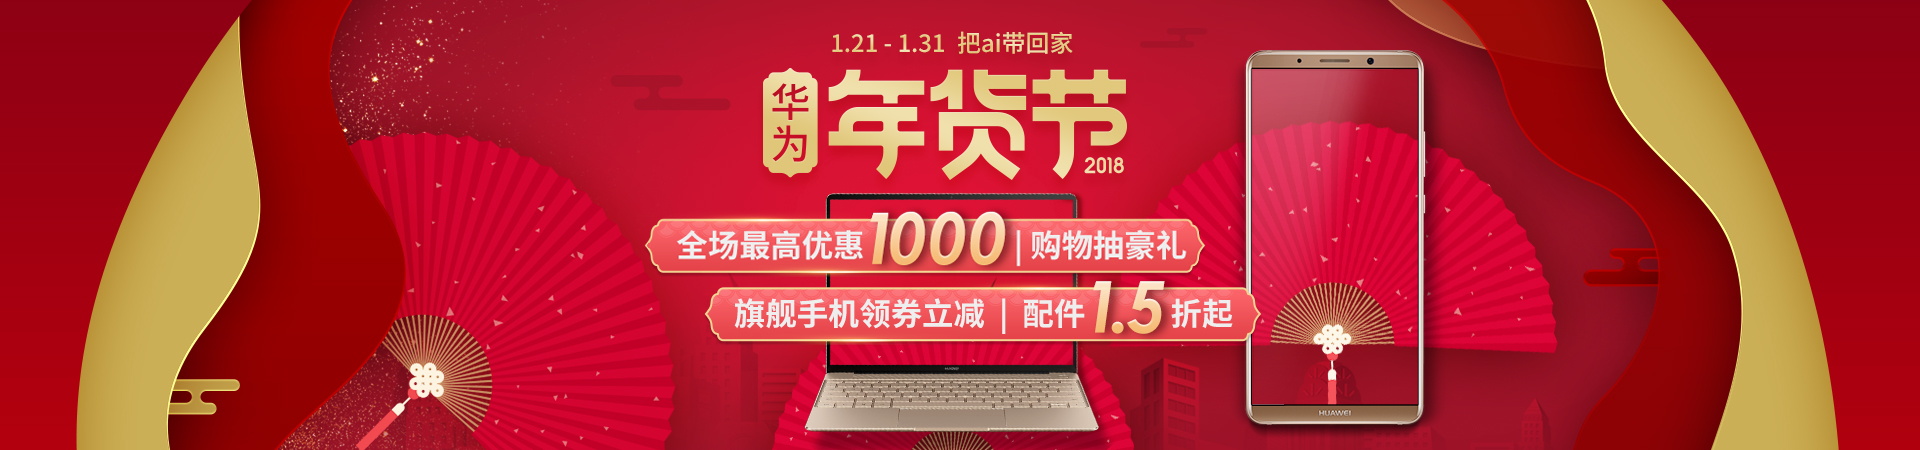 1.21 - 1.31 把ai带回家
华为
年货节
2018
全场最高优惠1000 | 购物抽豪礼
旗舰手机领券立减 | 配件1.5折起
HUAWEI
HUAWEI